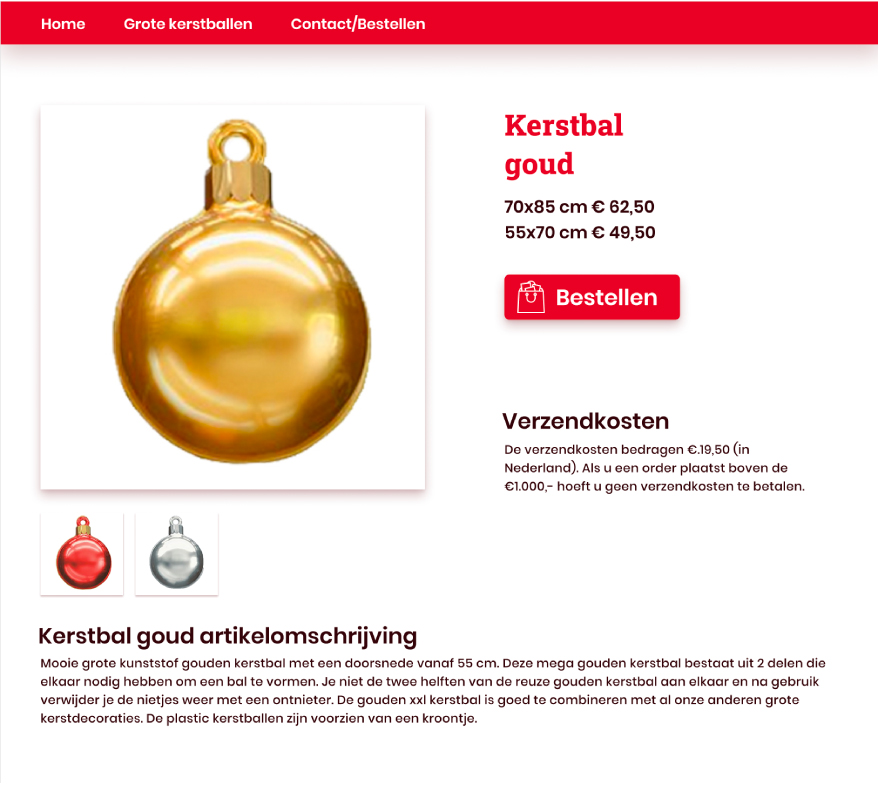 Home
Grote kerstballen
Contact/Bestellen
Kerstbal
goud
70x85 cm € 62,50
55x70 cm € 49,50
Bestellen
Verzendkosten
De verzendkosten bedragen €.19,50 (in
Nederland). Als u een order plaatst boven de
€1.000,- hoeft u geen verzendkosten te betalen.
Kerstbal goud artikelomschrijving
Mooie grote kunststof gouden kerstbal met een doorsnede vanaf 55 cm. Deze mega gouden kerstbal bestaat uit 2 delen die
elkaar nodig hebben om een bal te vormen. Je niet de twee helften van de reuze gouden kerstbal aan elkaar en na gebruik
verwijder je de nietjes weer met een ontnieter. De gouden xxl kerstbal is goed te combineren met al onze anderen grote
kerstdecoraties. De plastic kerstballen zijn voorzien van een kroontje.